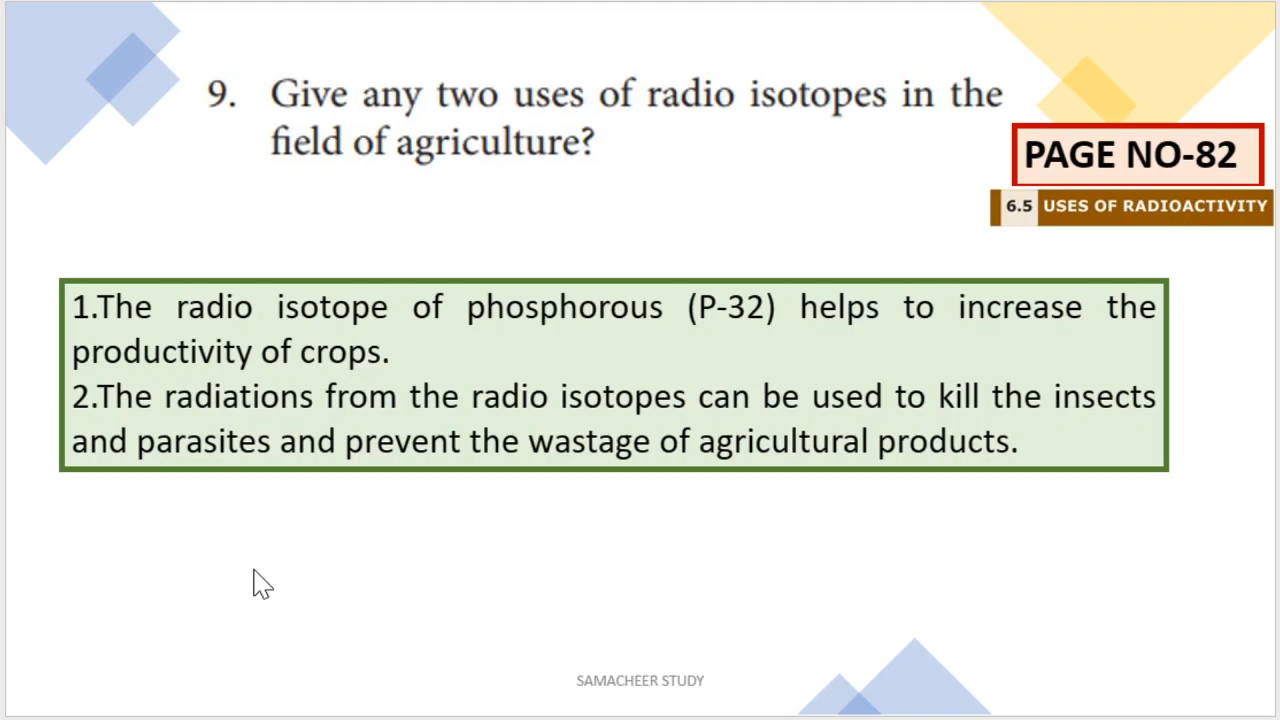 9. Give any two uses of radio isotopes in the
field of agriculture?
PAGE NO-82
6.5 USES OF RADIOACTIVITY
1.The radio isotope of phosphorous (P-32) helps to increase the
productivity of crops.
2.The radiations from the radio isotopes can be used to kill the insects
and parasites and prevent the wastage of agricultural products.
SAMACHEER STUDY